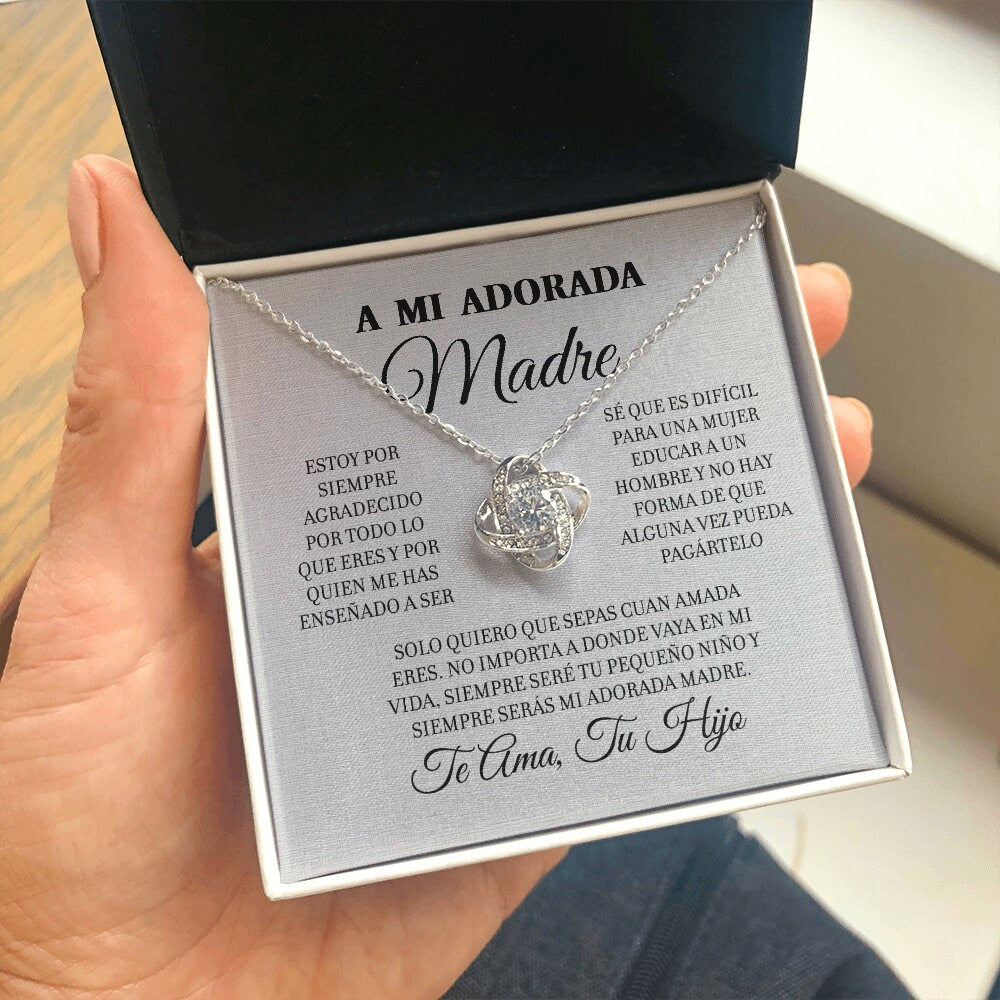 A MI ADORADA
Madre
ESTOY POR
SIEMPRE
AGRADECIDO
POR TODO LO
QUE ERES Y POR
QUIEN ME HAS
ENSEÑADO A SER
SÉ QUE ES DIFÍCIL
PARA UNA MUJER
EDUCAR A UN
HOMBRE Y NO HAY
FORMA DE QUE
ALGUNA VEZ PUEDA
PAGÁRTELO
SOLO QUIERO QUE SEPAS CUAN AMADA
ERES. NO IMPORTA A DONDE VAYA EN MI
VIDA, SIEMPRE SERÉ TU PEQUEÑO NIÑO Y
SIEMPRE SERÁS MI ADORADA MADRE.
Te Ama, Tu Hijo